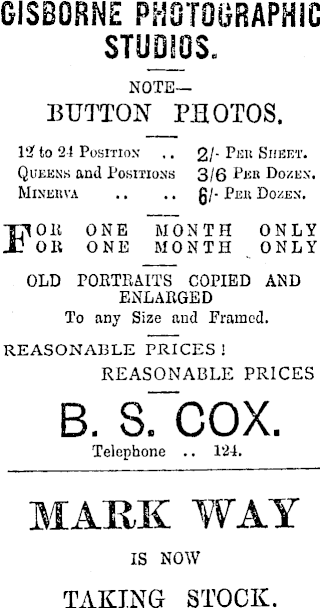 GISBORNE PHOTOGRAPHIC
STUDIOS.
NOTE—
BUTTON PHOTOS.
12 to 24 Position .. 2/- Per Sheet.
Queens and Positions 3/6 Per Dozen.
Minerva .. .. 6/- Per Dozen.
FOR ONE MONTH ONLY
FOR ONE MONTH ONLY
OLD PORTRAITS COPIED AND
ENLARGED
To any Size and Framed.
REASONABLE PRICES!
REASONABLE PRICES
B. S. COX.
Telephone .. 124.
MARK WAY
IS NOW
TAKING STOCK.